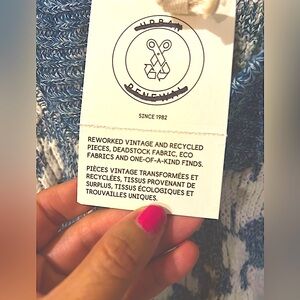 URBAN
RENEWAL
SINCE 1982
REWORKED VINTAGE AND RECYCLED
PIECES, DEADSTOCK FABRIC, ECO
FABRICS AND ONE-OF-A-KIND FINDS.
PIÈCES VINTAGE TRANSFORMÉES ET
RECYCLÉES, TISSUS PROVENANT DE
SURPLUS, TISSUS ÉCOLOGIQUES ET
TROUVAILLES UNIQUES.